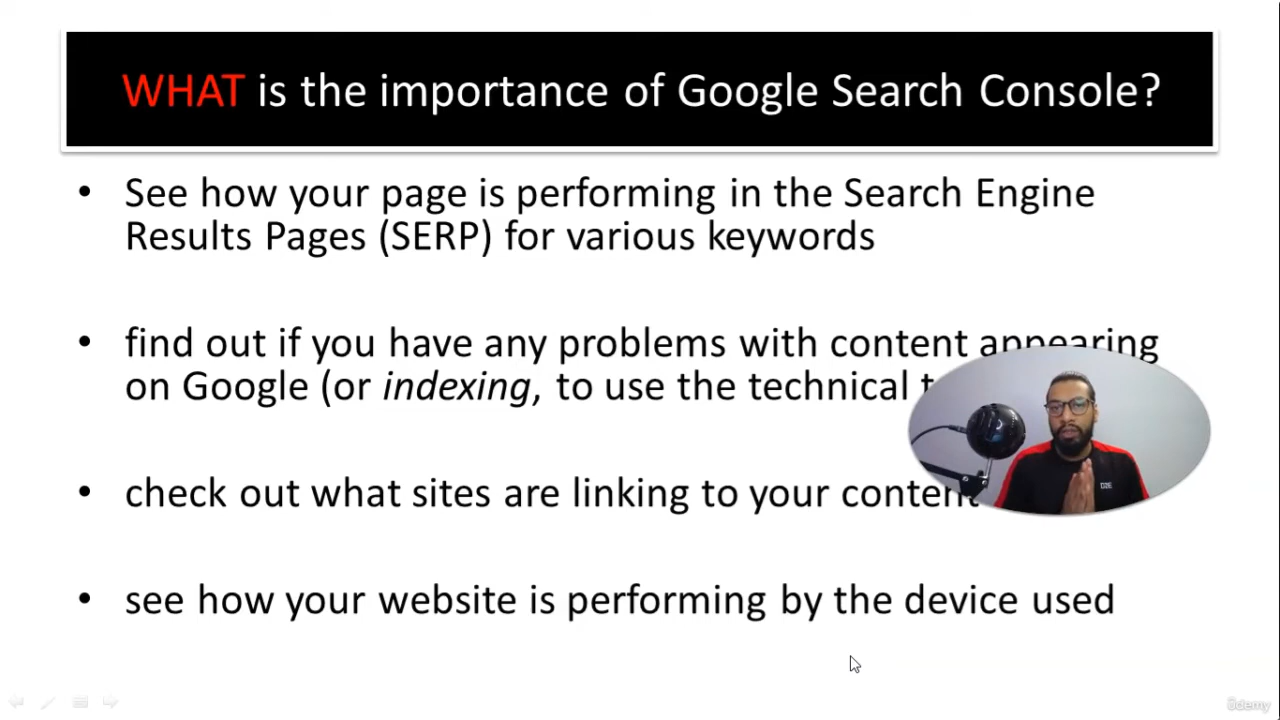 WHAT is the importance of Google Search Console?
• See how your page is performing in the Search Engine
Results Pages (SERP) for various keywords
• find out if you have any problems with content appearing
on Google (or indexing, to use the technical
• check out what sites are linking to your content
• see how your website is performing by the device used
ûdemy